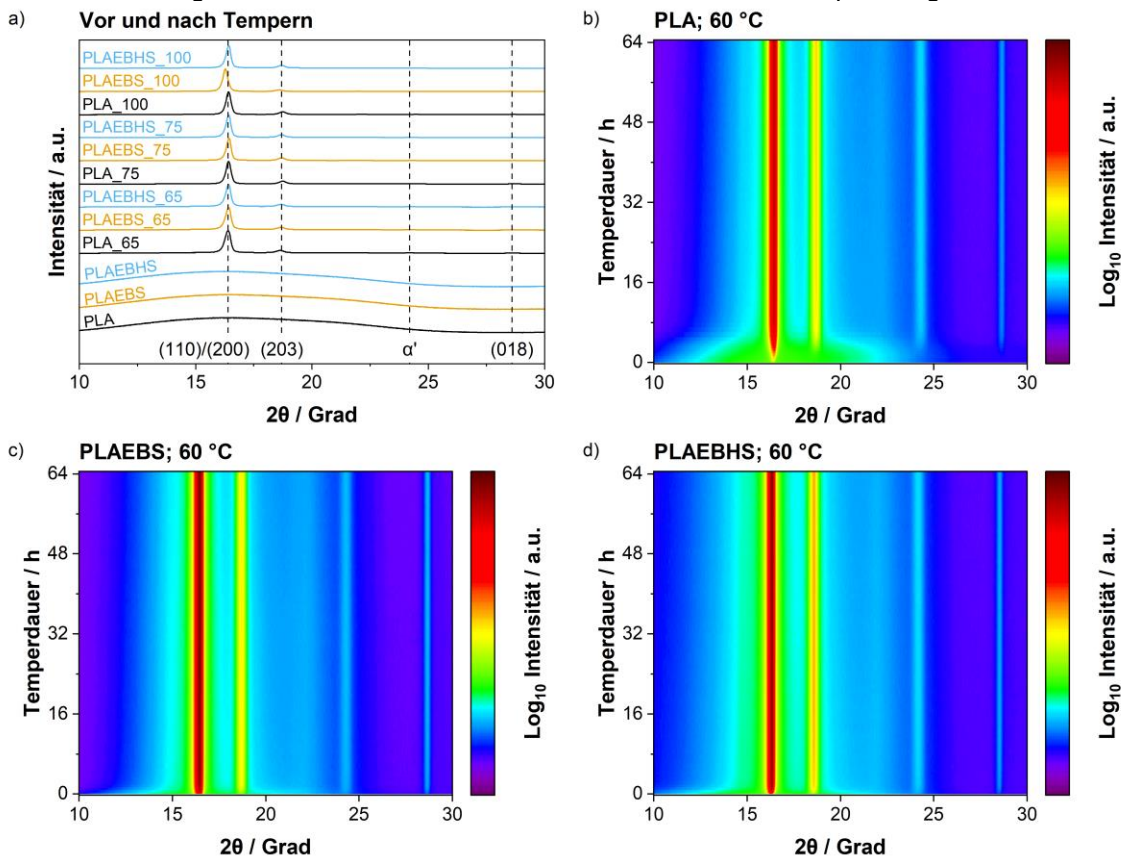 a) Vor und nach Tempern
Intensität / a.u.
PLAEBHS_100
PLAEBS_100
PLA_100
PLAEBHS_75
PLAEBS_75
PLA_75
PLAEBHS_65
PLAEBS_65
PLA_65
PLAEBHS
PLAEBS
PLA
(110)/(200) (203) α' (018)
10 15 20 25 30
2θ / Grad
b) PLA; 60 °C
Temperdauer / h
64
48
32
16
0
10 15 20 25 30
2θ / Grad
Log₁₀ Intensität / a.u.
c) PLAEBS; 60 °C
Temperdauer / h
64
48
32
16
0
10 15 20 25 30
2θ / Grad
Log₁₀ Intensität / a.u.
d) PLAEBHS; 60 °C
Temperdauer / h
64
48
32
16
0
10 15 20 25 30
2θ / Grad
Log₁₀ Intensität / a.u.